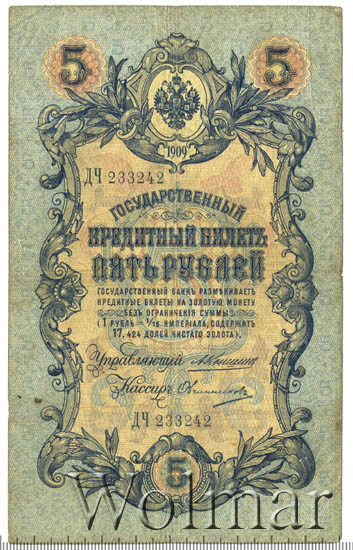 5 5
1909
ДЧ 233242
ГОСУДАРСТВЕННЫЙ
КРЕДИТНЫЙ БИЛЕТЪ
ПЯТЬ РУБЛЕЙ
ГОСУДАРСТВЕННЫЙ БАНКЪ РАЗМѢНИВАЕТЪ
КРЕДИТНЫЕ БИЛЕТЫ НА ЗОЛОТУЮ МОНЕТУ
БЕЗЪ ОГРАНИЧЕНІЯ СУММЫ
(1 РУБЛЬ = 1/15 ИМПЕРІАЛА, СОДЕРЖИТЪ
17,424 ДОЛЕЙ ЧИСТАГО ЗОЛОТА)
Управляющій
Кассиръ Овчинниковъ
ДЧ 233242
5
Wolmar